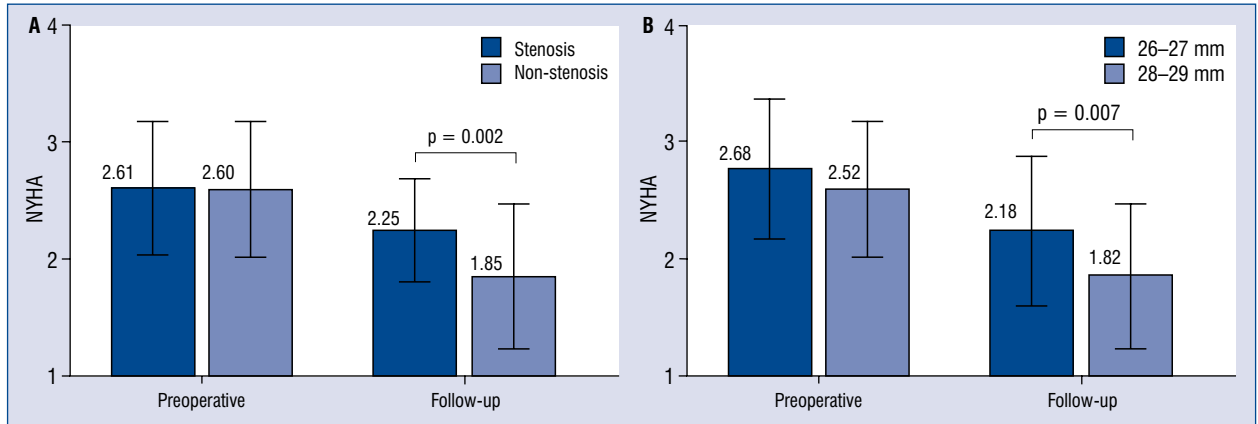 A
4
3
2
1
NYHA
Stenosis
Non-stenosis
2.61
2.60
p = 0.002
2.25
1.85
Preoperative
Follow-up
B
4
3
2
1
NYHA
26–27 mm
28–29 mm
2.68
2.52
p = 0.007
2.18
1.82
Preoperative
Follow-up